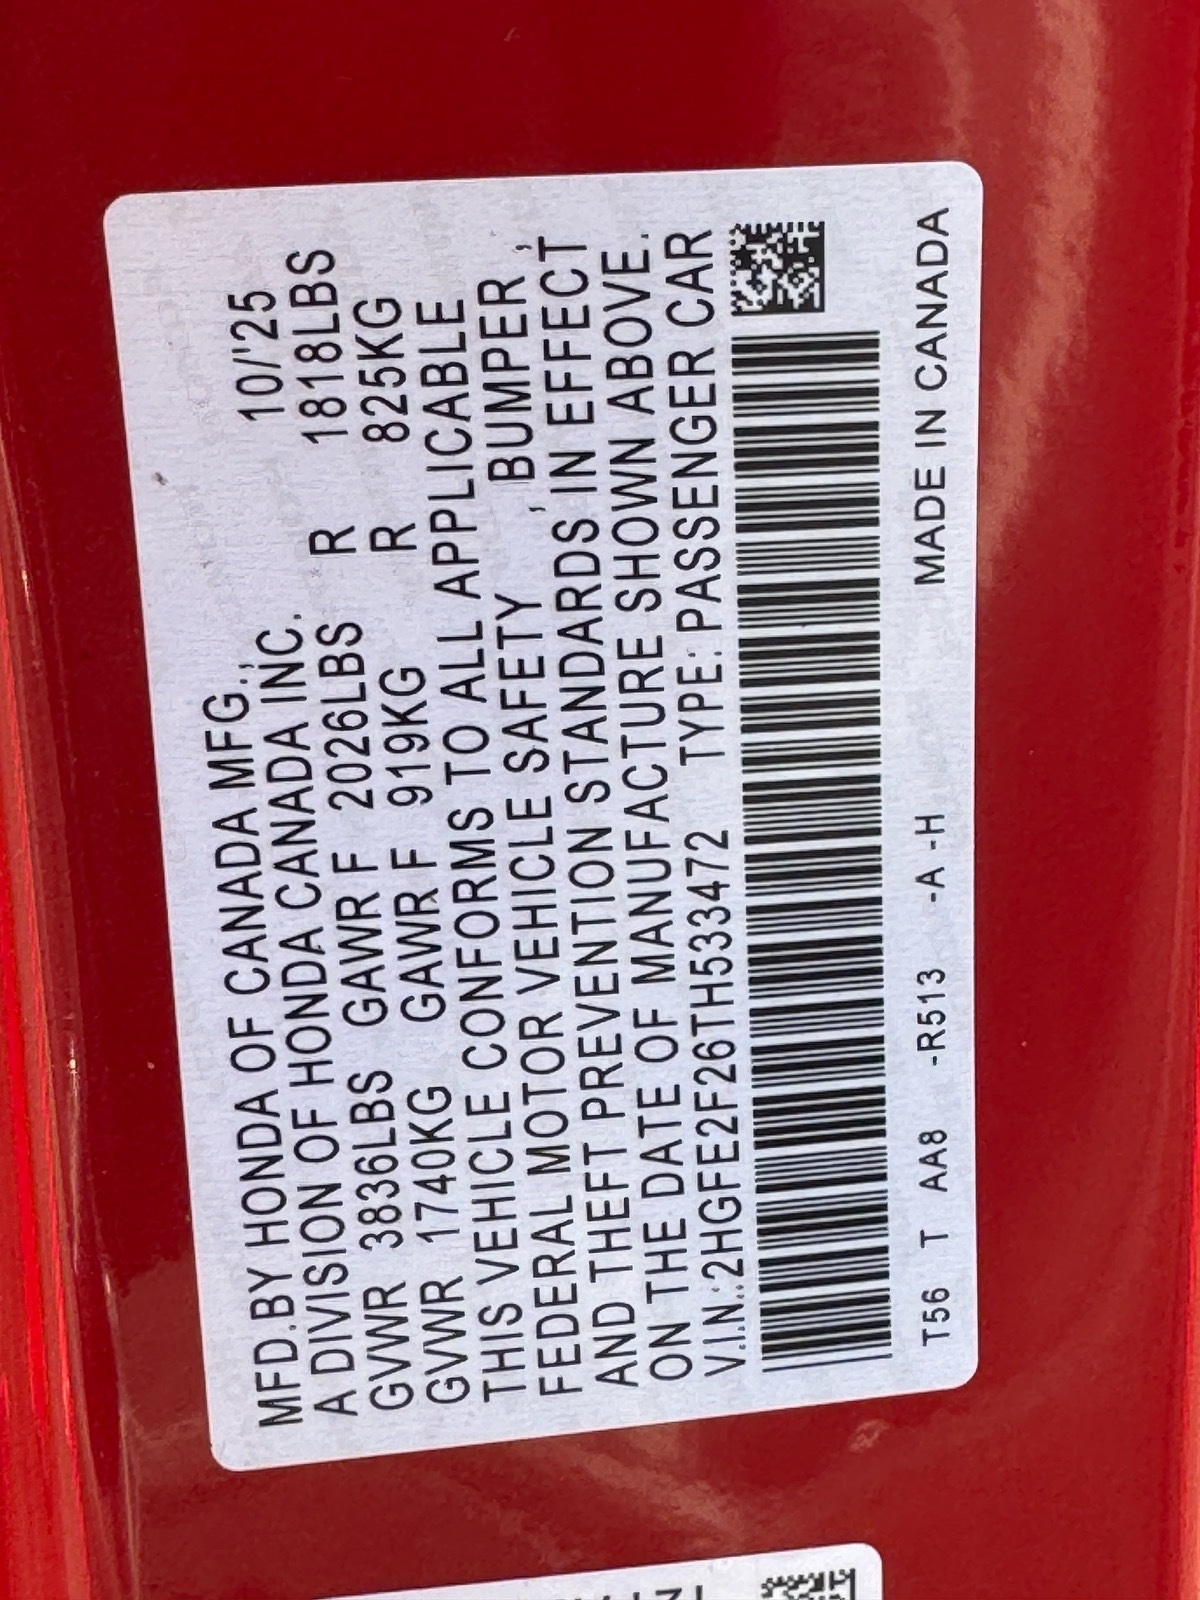 MFD.BY HONDA OF CANADA MFG., 10/'25
A DIVISION OF HONDA CANADA INC.
GVWR 3836LBS GAWR F 2026LBS R 1818LBS
GVWR 1740KG GAWR F 919KG R 825KG
THIS VEHICLE CONFORMS TO ALL APPLICABLE
FEDERAL MOTOR VEHICLE SAFETY , BUMPER ,
AND THEFT PREVENTION STANDARDS IN EFFECT
ON THE DATE OF MANUFACTURE SHOWN ABOVE.
V.I.N.:2HGFE2F26TH533472 TYPE: PASSENGER CAR
T56 T AA8 -R513 -A -H MADE IN CANADA